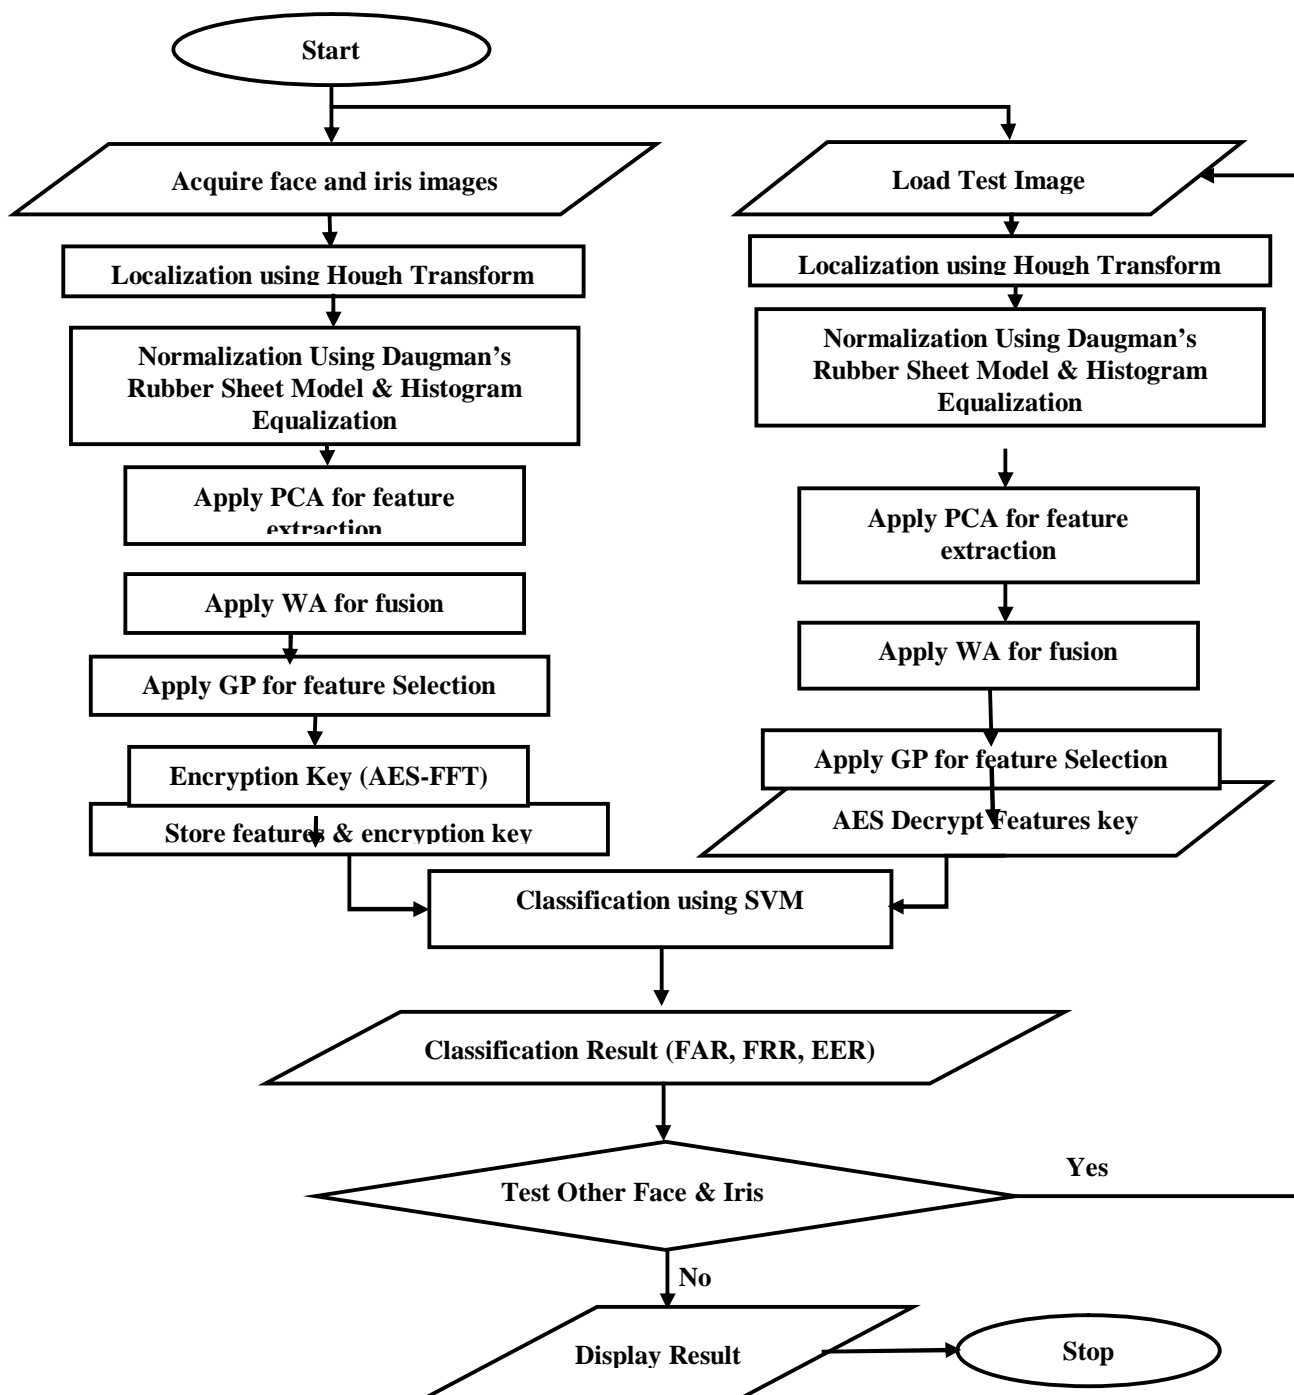 Start
Acquire face and iris images
Localization using Hough Transform
Normalization Using Daugman's
Rubber Sheet Model & Histogram
Equalization
Apply PCA for feature
extraction
Apply WA for fusion
Apply GP for feature Selection
Encryption Key (AES-FFT)
Store features & encryption key
Load Test Image
Localization using Hough Transform
Normalization Using Daugman's
Rubber Sheet Model & Histogram
Equalization
Apply PCA for feature
extraction
Apply WA for fusion
Apply GP for feature Selection
AES Decrypt Features key
Classification using SVM
Classification Result (FAR, FRR, EER)
Test Other Face & Iris
Yes
No
Display Result
Stop